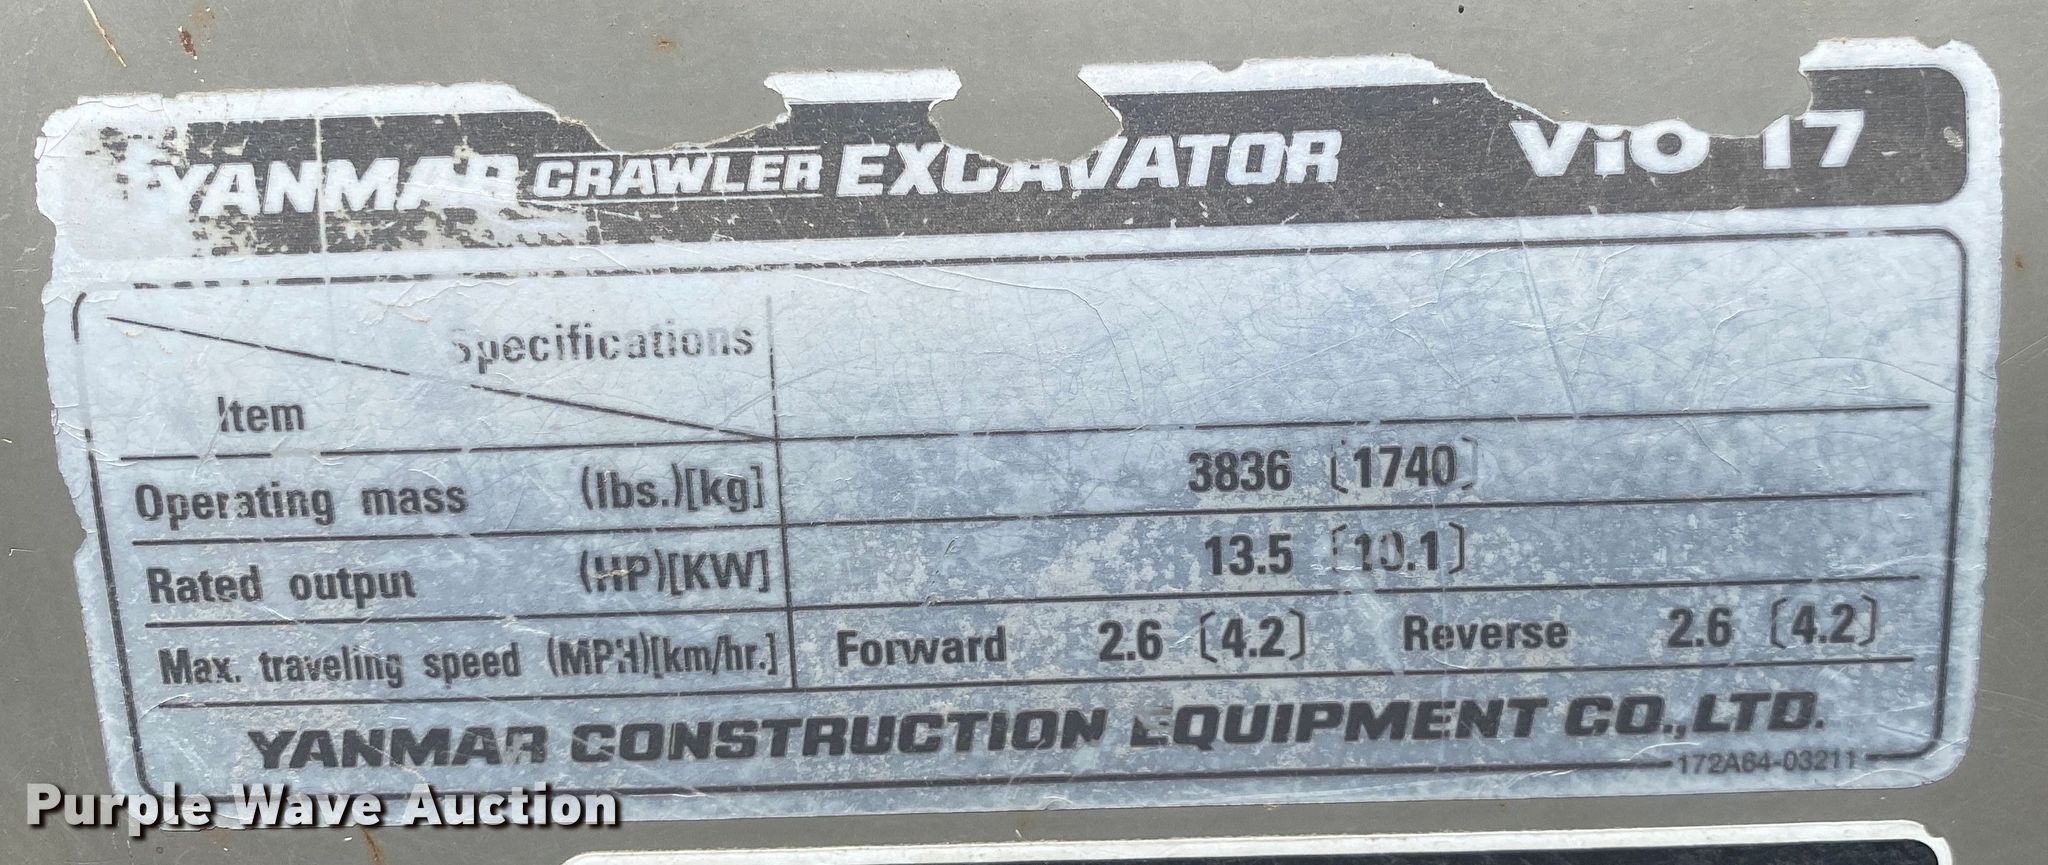 YANMAR CRAWLER EXCAVATOR ViO 17
Specifications
Item
Operating mass (lbs.)[kg] 3836 [1740]
Rated output (HP)[KW] 13.5 [10.1]
Max. traveling speed (MPH)[km/hr.] Forward 2.6 [4.2] Reverse 2.6 [4.2]
YANMAR CONSTRUCTION EQUIPMENT CO.,LTD.
172A64-03211
Purple Wave Auction